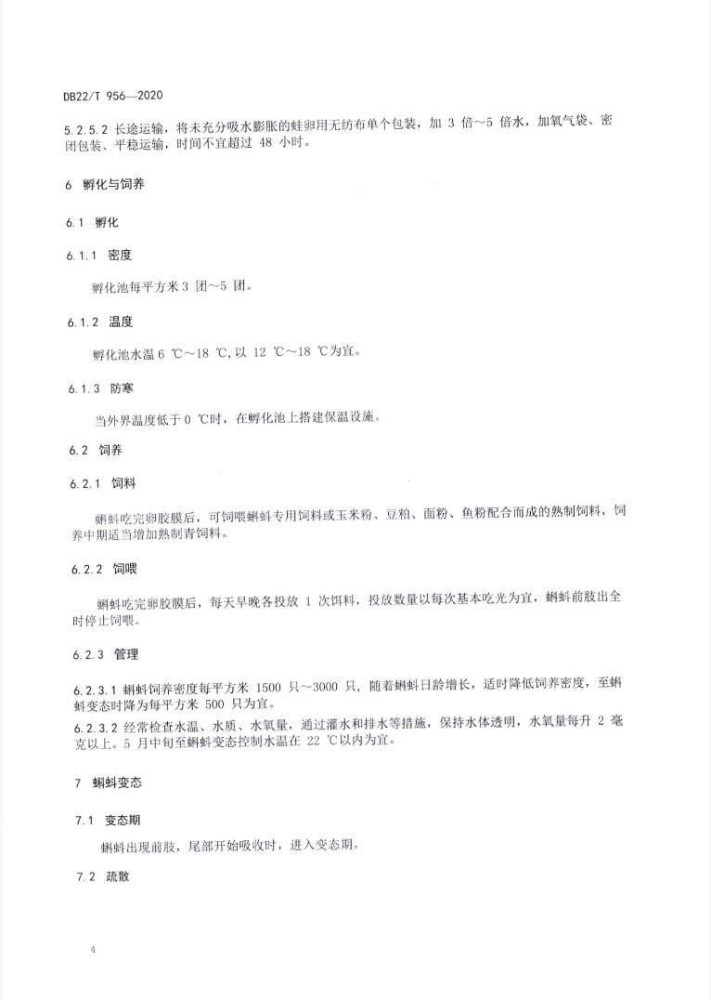 DB22/T 956—2020
5.2.5.2 长途运输，将未充分吸水膨胀的蛙卵用无纺布单个包装，加 3 倍～5 倍水，加氧气袋、密
闭包装、平稳运输，时间不宜超过 48 小时。
6 孵化与饲养
6.1 孵化
6.1.1 密度
孵化池每平方米 3 团～5 团。
6.1.2 温度
孵化池水温 6 ℃～18 ℃,以 12 ℃～18 ℃为宜。
6.1.3 防寒
当外界温度低于 0 ℃时，在孵化池上搭建保温设施。
6.2 饲养
6.2.1 饲料
蝌蚪吃完卵胶膜后，可饲喂蝌蚪专用饲料或玉米粉、豆粕、面粉、鱼粉配合而成的熟制饲料，饲
养中期适当增加熟制青饲料。
6.2.2 饲喂
蝌蚪吃完卵胶膜后，每天早晚各投放 1 次饵料，投放数量以每次基本吃光为宜，蝌蚪前肢出全
时停止饲喂。
6.2.3 管理
6.2.3.1 蝌蚪饲养密度每平方米 1500 只～3000 只, 随着蝌蚪日龄增长，适时降低饲养密度，至蝌
蚪变态时降为每平方米 500 只为宜。
6.2.3.2 经常检查水温、水质、水氧量，通过灌水和排水等措施，保持水体透明，水氧量每升 2 毫
克以上。5 月中旬至蝌蚪变态控制水温在 22 ℃以内为宜。
7 蝌蚪变态
7.1 变态期
蝌蚪出现前肢，尾部开始吸收时，进入变态期。
7.2 疏散
4